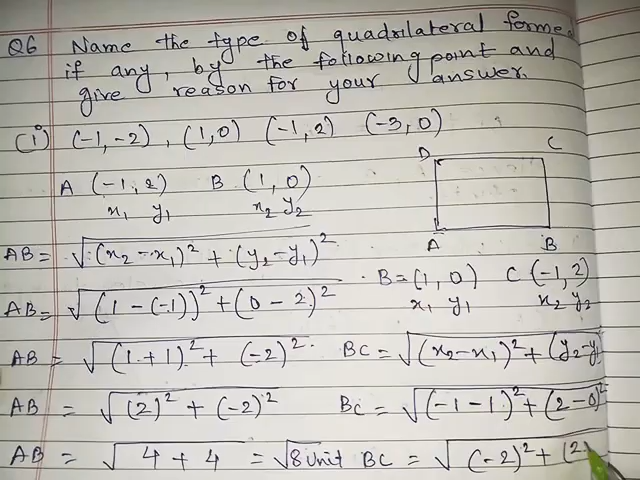 Q6 Name the type of quadrilateral formed
if any, by the following point and
give reason for your answer.
(i) (-1,-2), (1,0) (-1,2) (-3,0)
D C
A (-1,2) B (1,0)
x₁ y₁ x₂ y₂
A B
AB = √(x₂-x₁)² + (y₂-y₁)²
B=(1,0) C(-1,2)
x₁ y₁ x₂ y₂
AB = √(1-(-1))² + (0-2)²
AB = √(1+1)² + (-2)² BC = √(x₂-x₁)² + (y₂-y
AB = √(2)² + (-2)² BC = √(-1-1)² + (2-0)²
AB = √4+4 = √8 unit BC = √(-2)² + (2)